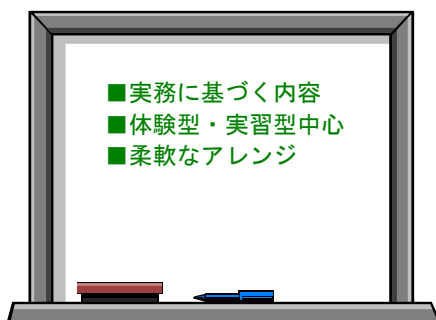 ■実務に基づく内容
■体験型・実習型中心
■柔軟なアレンジ